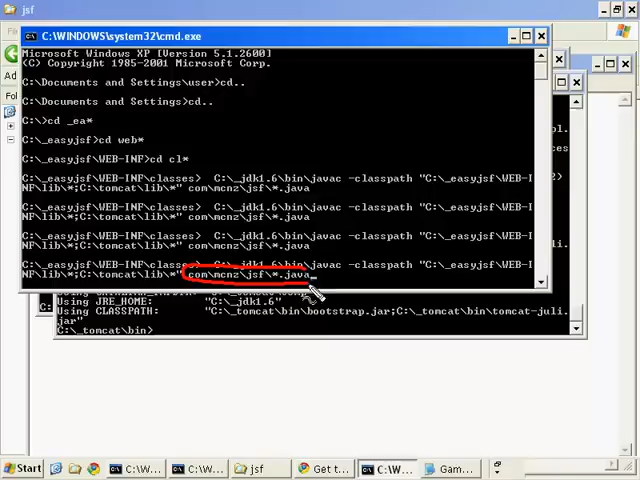 jsf
C:\WINDOWS\system32\cmd.exe
Microsoft Windows XP [Version 5.1.2600]
(C) Copyright 1985-2001 Microsoft Corp.
C:\Documents and Settings\user>cd..
C:\Documents and Settings>cd..
C:\>cd _ea*
C:\_easyjsf>cd web*
C:\_easyjsf\WEB-INF>cd cl*
C:\_easyjsf\WEB-INF\classes>  C:\_jdk1.6\bin\javac -classpath "C:\_easyjsf\WEB-I
NF\lib\*;C:\tomcat\lib\*" com\mcnz\jsf\*.java
C:\_easyjsf\WEB-INF\classes>  C:\_jdk1.6\bin\javac -classpath "C:\_easyjsf\WEB-I
NF\lib\*;C:\tomcat\lib\*" com\mcnz\jsf\*.java
C:\_easyjsf\WEB-INF\classes>  C:\_jdk1.6\bin\javac -classpath "C:\_easyjsf\WEB-I
NF\lib\*;C:\tomcat\lib\*" com\mcnz\jsf\*.java
C:\_easyjsf\WEB-INF\classes>  C:\_jdk1.6\bin\javac -classpath "C:\_easyjsf\WEB-I
NF\lib\*;C:\tomcat\lib\*" com\mcnz\jsf\*.java_
Using JRE_HOME: "C:\_jdk1.6"
Using CLASSPATH: "C:\_tomcat\bin\bootstrap.jar;C:\_tomcat\bin\tomcat-juli.
jar"
C:\_tomcat\bin>
Start C:\W... C:\W... jsf Get t... C:\W... Gam...